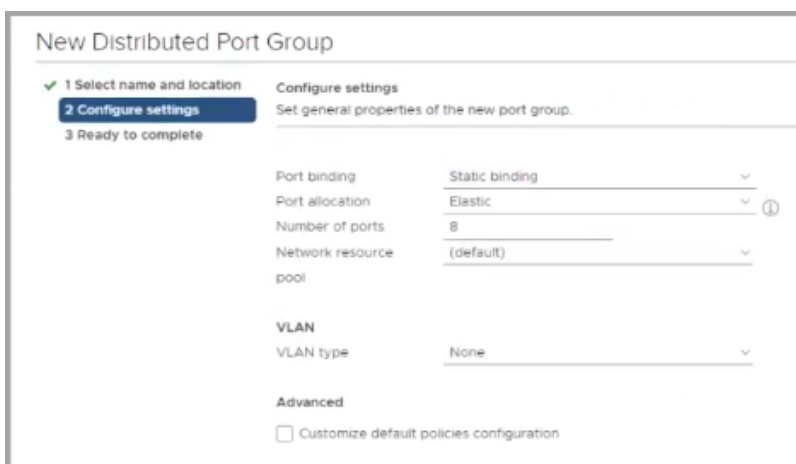 New Distributed Port Group
1 Select name and location
2 Configure settings
3 Ready to complete
Configure settings
Set general properties of the new port group.
Port binding Static binding
Port allocation Elastic
Number of ports 8
Network resource pool (default)
VLAN
VLAN type None
Advanced
Customize default policies configuration